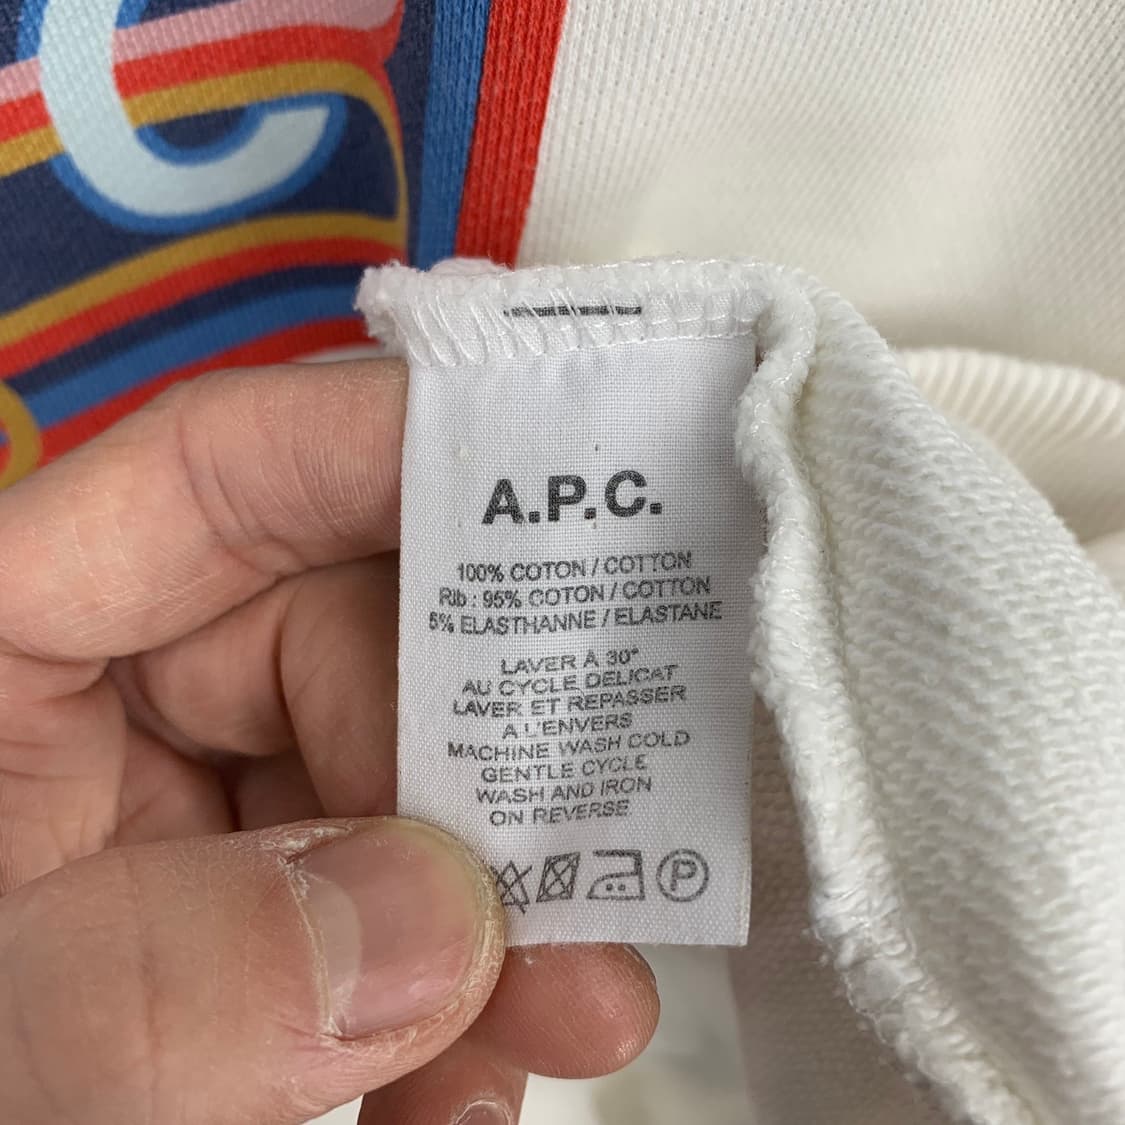 A.P.C.
100% COTON / COTTON
Rib : 95% COTON / COTTON
5% ELASTHANNE / ELASTANE
LAVER À 30°
AU CYCLE DELICAT
LAVER ET REPASSER
A L'ENVERS
MACHINE WASH COLD
GENTLE CYCLE
WASH AND IRON
ON REVERSE
P